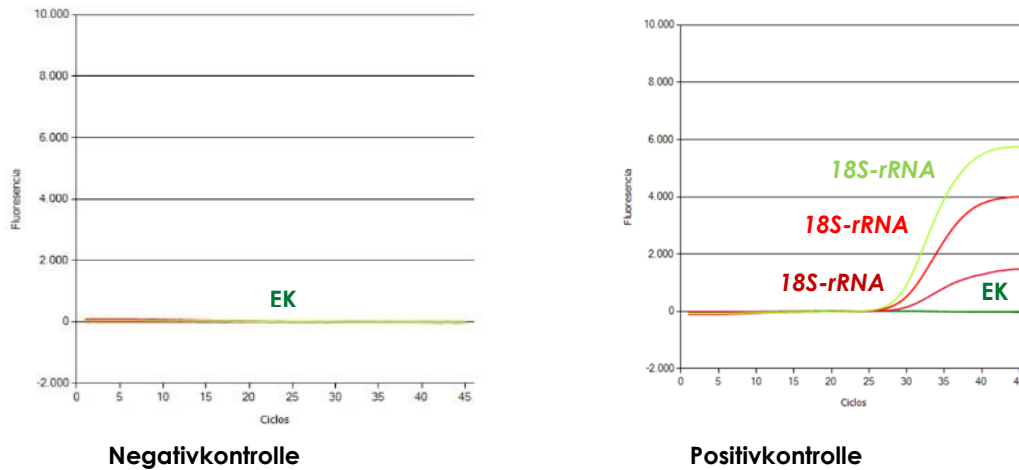 10.000
8.000
6.000
4.000
2.000
0
-2.000
Fluoresencia
EK
0 5 10 15 20 25 30 35 40 45
Ciclos
Negativkontrolle
10.000
8.000
6.000
4.000
2.000
0
-2.000
Fluoresencia
18S-rRNA
18S-rRNA
18S-rRNA
EK
0 5 10 15 20 25 30 35 40 45
Ciclos
Positivkontrolle